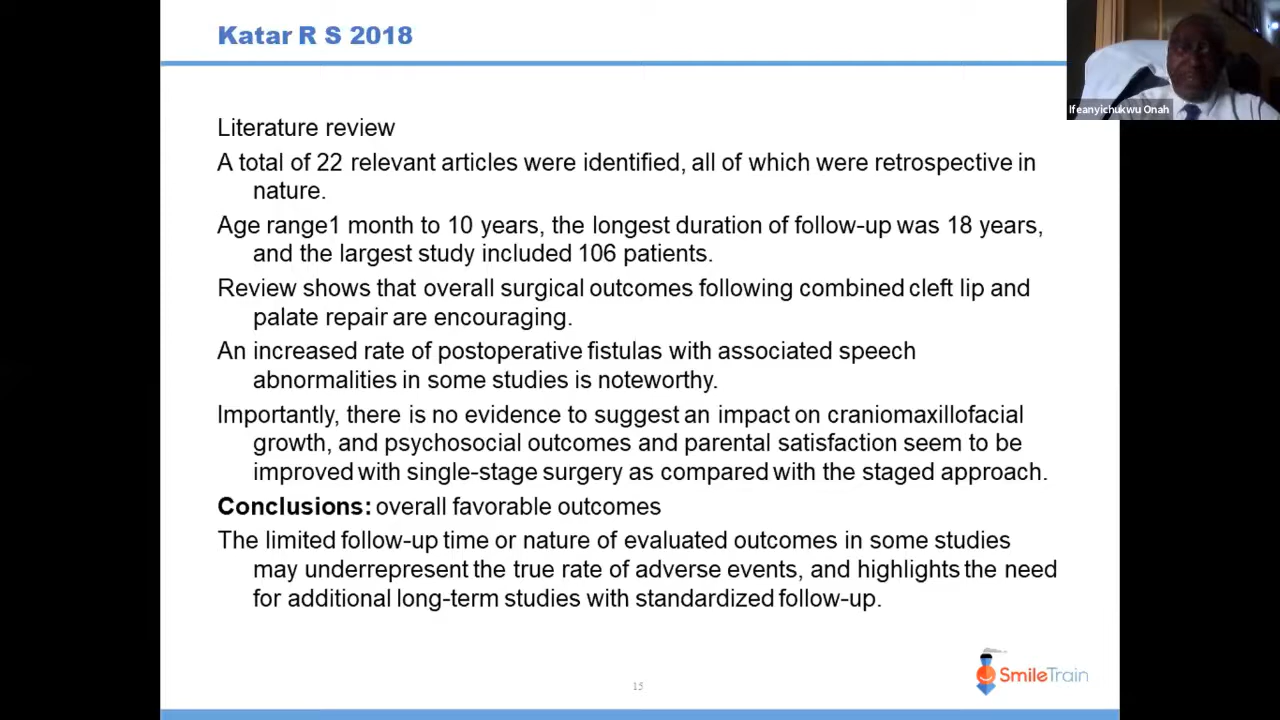 Katar R S 2018
Ifeanyichukwu Onah
Literature review
A total of 22 relevant articles were identified, all of which were retrospective in
nature.
Age range1 month to 10 years, the longest duration of follow-up was 18 years,
and the largest study included 106 patients.
Review shows that overall surgical outcomes following combined cleft lip and
palate repair are encouraging.
An increased rate of postoperative fistulas with associated speech
abnormalities in some studies is noteworthy.
Importantly, there is no evidence to suggest an impact on craniomaxillofacial
growth, and psychosocial outcomes and parental satisfaction seem to be
improved with single-stage surgery as compared with the staged approach.
Conclusions: overall favorable outcomes
The limited follow-up time or nature of evaluated outcomes in some studies
may underrepresent the true rate of adverse events, and highlights the need
for additional long-term studies with standardized follow-up.
15
SmileTrain